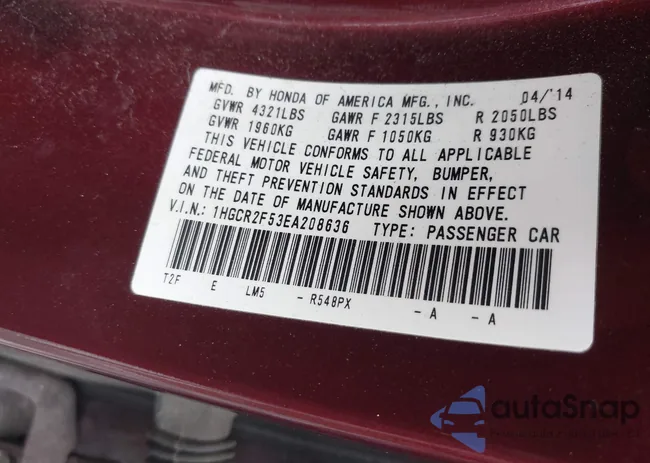 MFD. BY HONDA OF AMERICA MFG., INC. 04/'14
GVWR 4321LBS GAWR F 2315LBS R 2050LBS
GVWR 1960KG GAWR F 1050KG R 930KG
THIS VEHICLE CONFORMS TO ALL APPLICABLE
FEDERAL MOTOR VEHICLE SAFETY, BUMPER,
AND THEFT PREVENTION STANDARDS IN EFFECT
ON THE DATE OF MANUFACTURE SHOWN ABOVE.
V.I.N.: 1HGCR2F53EA208636 TYPE: PASSENGER CAR
T2F E LM5 - R548PX - A - A
autoSnap